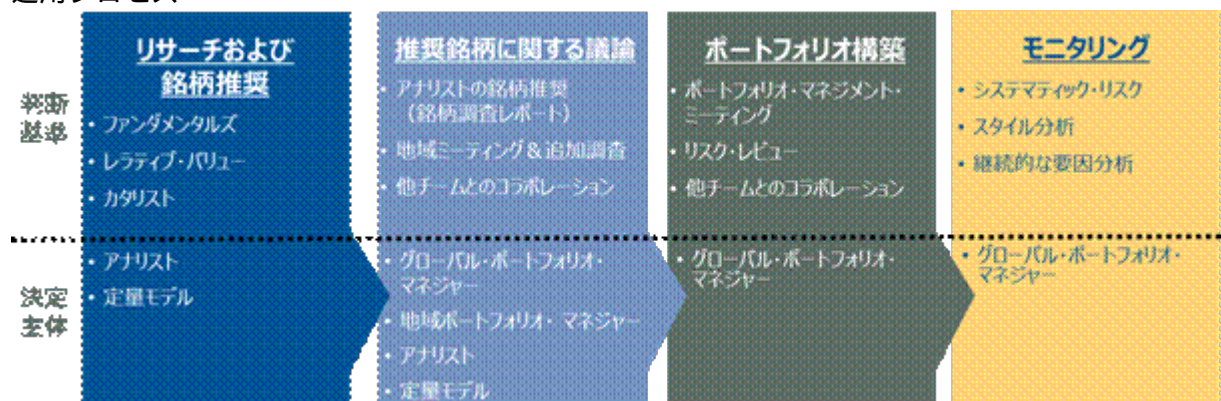 運用プロセス
判断
基準
リサーチおよび
銘柄推奨
• ファンダメンタルズ
• レラティブ・バリュー
• カタリスト
推奨銘柄に関する議論
• アナリストの銘柄推奨
（銘柄調査レポート）
• 地域ミーティング＆追加調査
• 他チームとのコラボレーション
ポートフォリオ構築
• ポートフォリオ・マネジメント・
ミーティング
• リスク・レビュー
• 他チームとのコラボレーション
モニタリング
• システマティック・リスク
• スタイル分析
• 継続的な要因分析
決定
主体
• アナリスト
• 定量モデル
• グローバル・ポートフォリオ・
マネジャー
• 地域ポートフォリオ・ マネジャー
• アナリスト
• 定量モデル
• グローバル・ポートフォリオ・
マネジャー
• グローバル・ポートフォリオ・
マネジャー